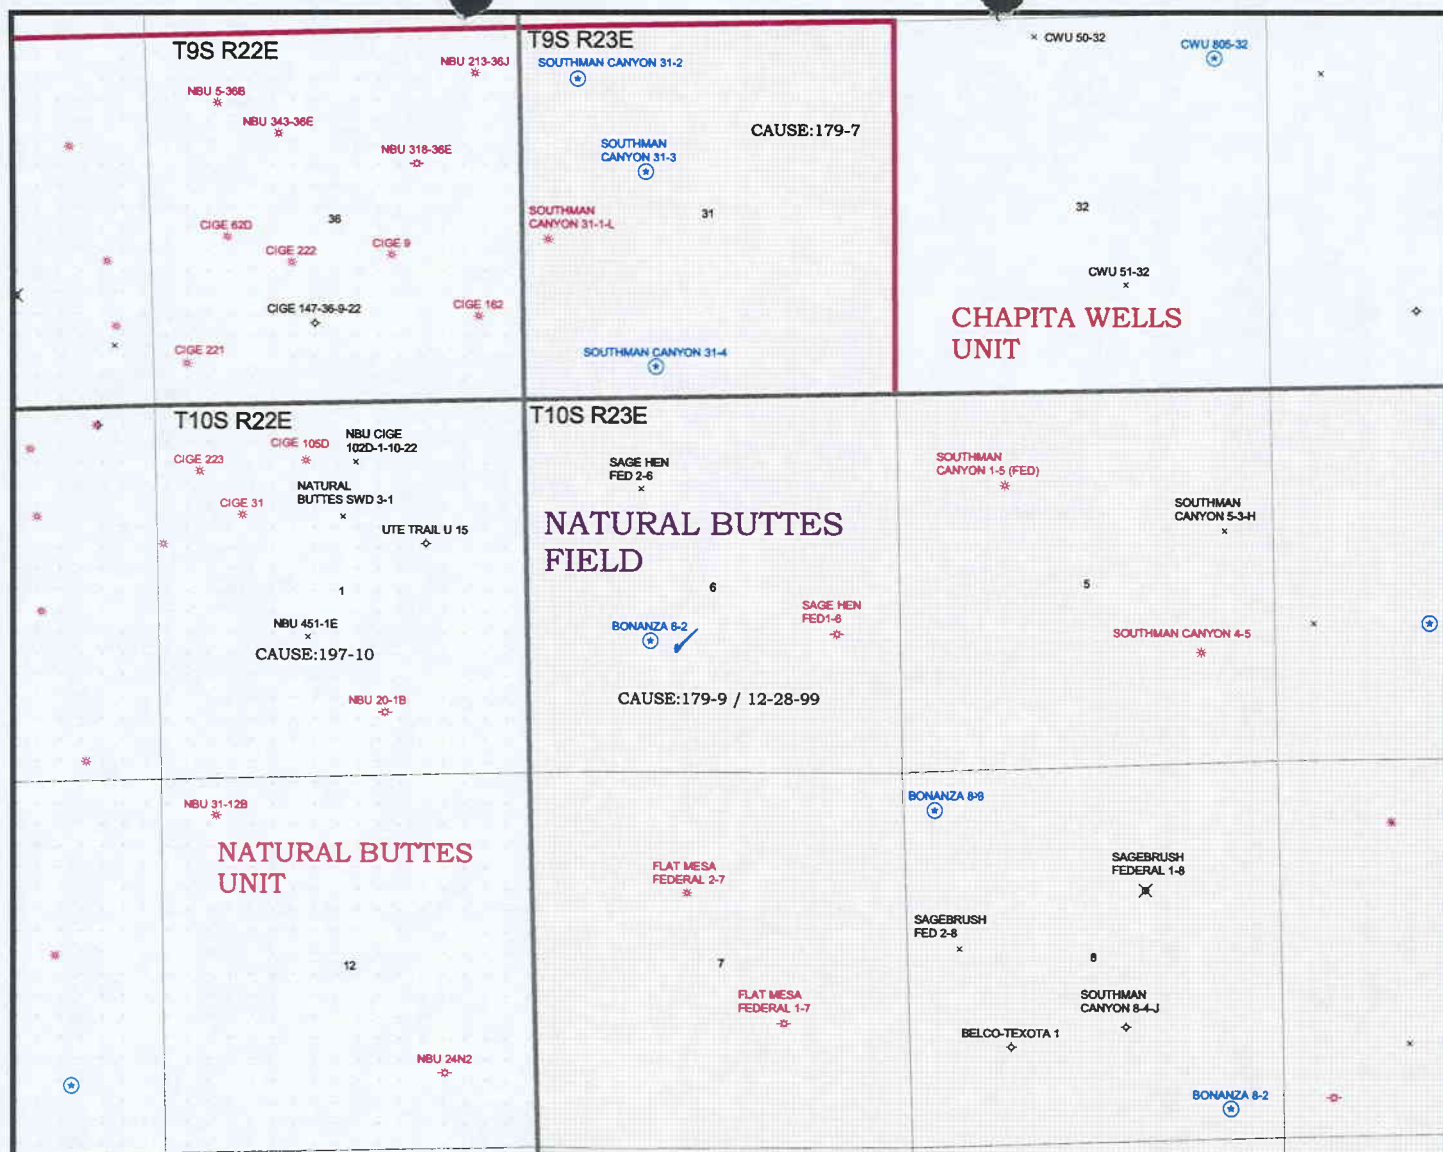 T9S R22E
NBU 213-36J
NBU 5-36B
NBU 343-36E
NBU 318-36E
CIGE 62D
36
CIGE 222
CIGE 9
CIGE 147-36-9-22
CIGE 162
CIGE 221
T9S R23E
SOUTHMAN CANYON 31-2
CAUSE:179-7
SOUTHMAN
CANYON 31-3
SOUTHMAN
CANYON 31-1-L
31
SOUTHMAN CANYON 31-4
CWU 50-32
CWU 805-32
32
CWU 51-32
CHAPITA WELLS
UNIT
T10S R22E
CIGE 105D
NBU CIGE
102D-1-10-22
CIGE 223
NATURAL
BUTTES SWD 3-1
CIGE 31
UTE TRAIL U 15
1
NBU 451-1E
CAUSE:197-10
NBU 20-1B
T10S R23E
SAGE HEN
FED 2-6
NATURAL BUTTES
FIELD
6
SAGE HEN
FED1-6
BONANZA 6-2
CAUSE:179-9 / 12-28-99
SOUTHMAN
CANYON 1-5 (FED)
SOUTHMAN
CANYON 5-3-H
5
SOUTHMAN CANYON 4-5
NBU 31-12B
NATURAL BUTTES
UNIT
12
NBU 24N2
FLAT MESA
FEDERAL 2-7
7
FLAT MESA
FEDERAL 1-7
BONANZA
SAGEBRUSH
FEDERAL 1-8
SAGEBRUSH
FED 2-8
8
SOUTHMAN
CANYON 8-4-J
BELCO-TEXOTA 1
BONANZA 8-2